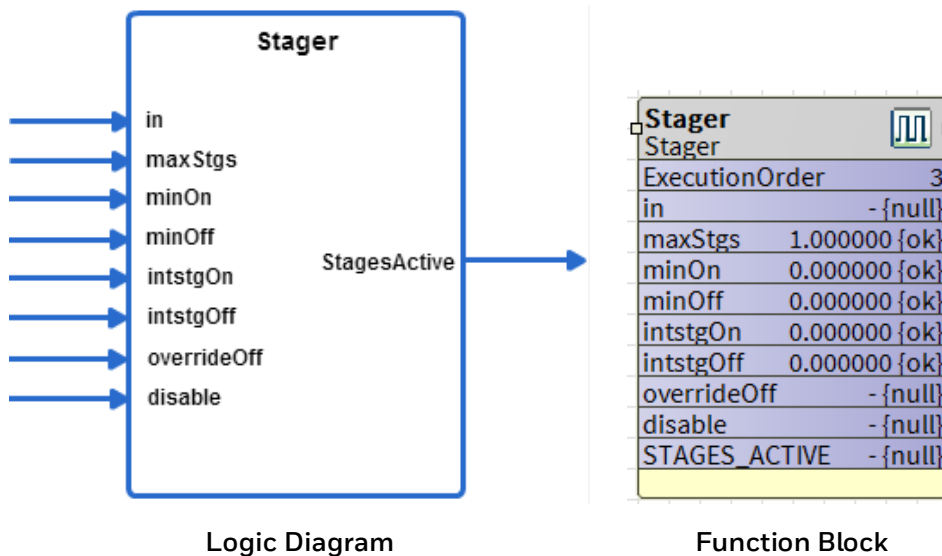 Stager
in
maxStgs
minOn
minOff
intstgOn
intstgOff
overrideOff
disable
StagesActive
Logic Diagram
Stager
Stager
ExecutionOrder 3
in - {null}
maxStgs 1.000000 {ok}
minOn 0.000000 {ok}
minOff 0.000000 {ok}
intstgOn 0.000000 {ok}
intstgOff 0.000000 {ok}
overrideOff - {null}
disable - {null}
STAGES_ACTIVE - {null}
Function Block